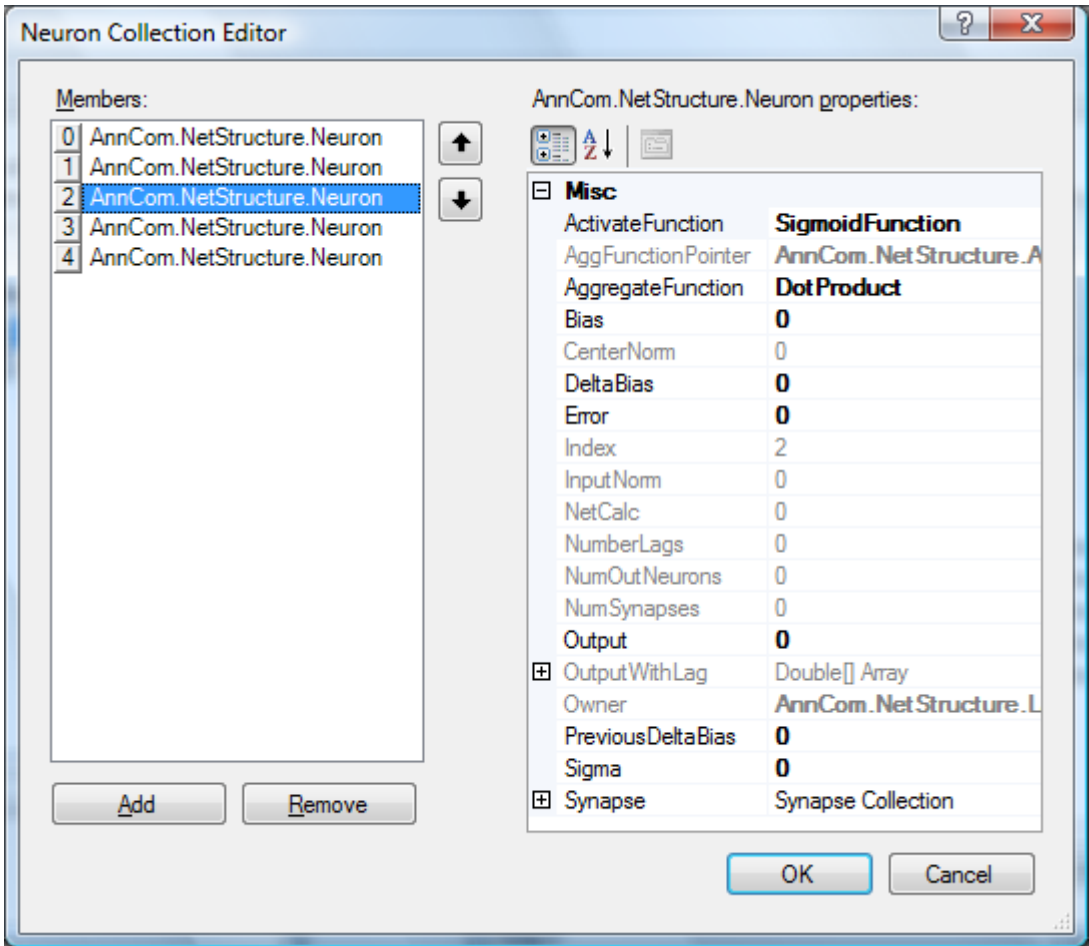 Neuron Collection Editor
Members:
0 AnnCom.NetStructure.Neuron
1 AnnCom.NetStructure.Neuron
2 AnnCom.NetStructure.Neuron
3 AnnCom.NetStructure.Neuron
4 AnnCom.NetStructure.Neuron
Add Remove
AnnCom.NetStructure.Neuron properties:
Misc
ActivateFunction SigmoidFunction
AggFunctionPointer AnnCom.NetStructure.A
AggregateFunction DotProduct
Bias 0
CenterNorm 0
DeltaBias 0
Error 0
Index 2
InputNorm 0
NetCalc 0
NumberLags 0
NumOutNeurons 0
NumSynapses 0
Output 0
OutputWithLag Double[] Array
Owner AnnCom.NetStructure.L
PreviousDeltaBias 0
Sigma 0
Synapse Synapse Collection
OK Cancel